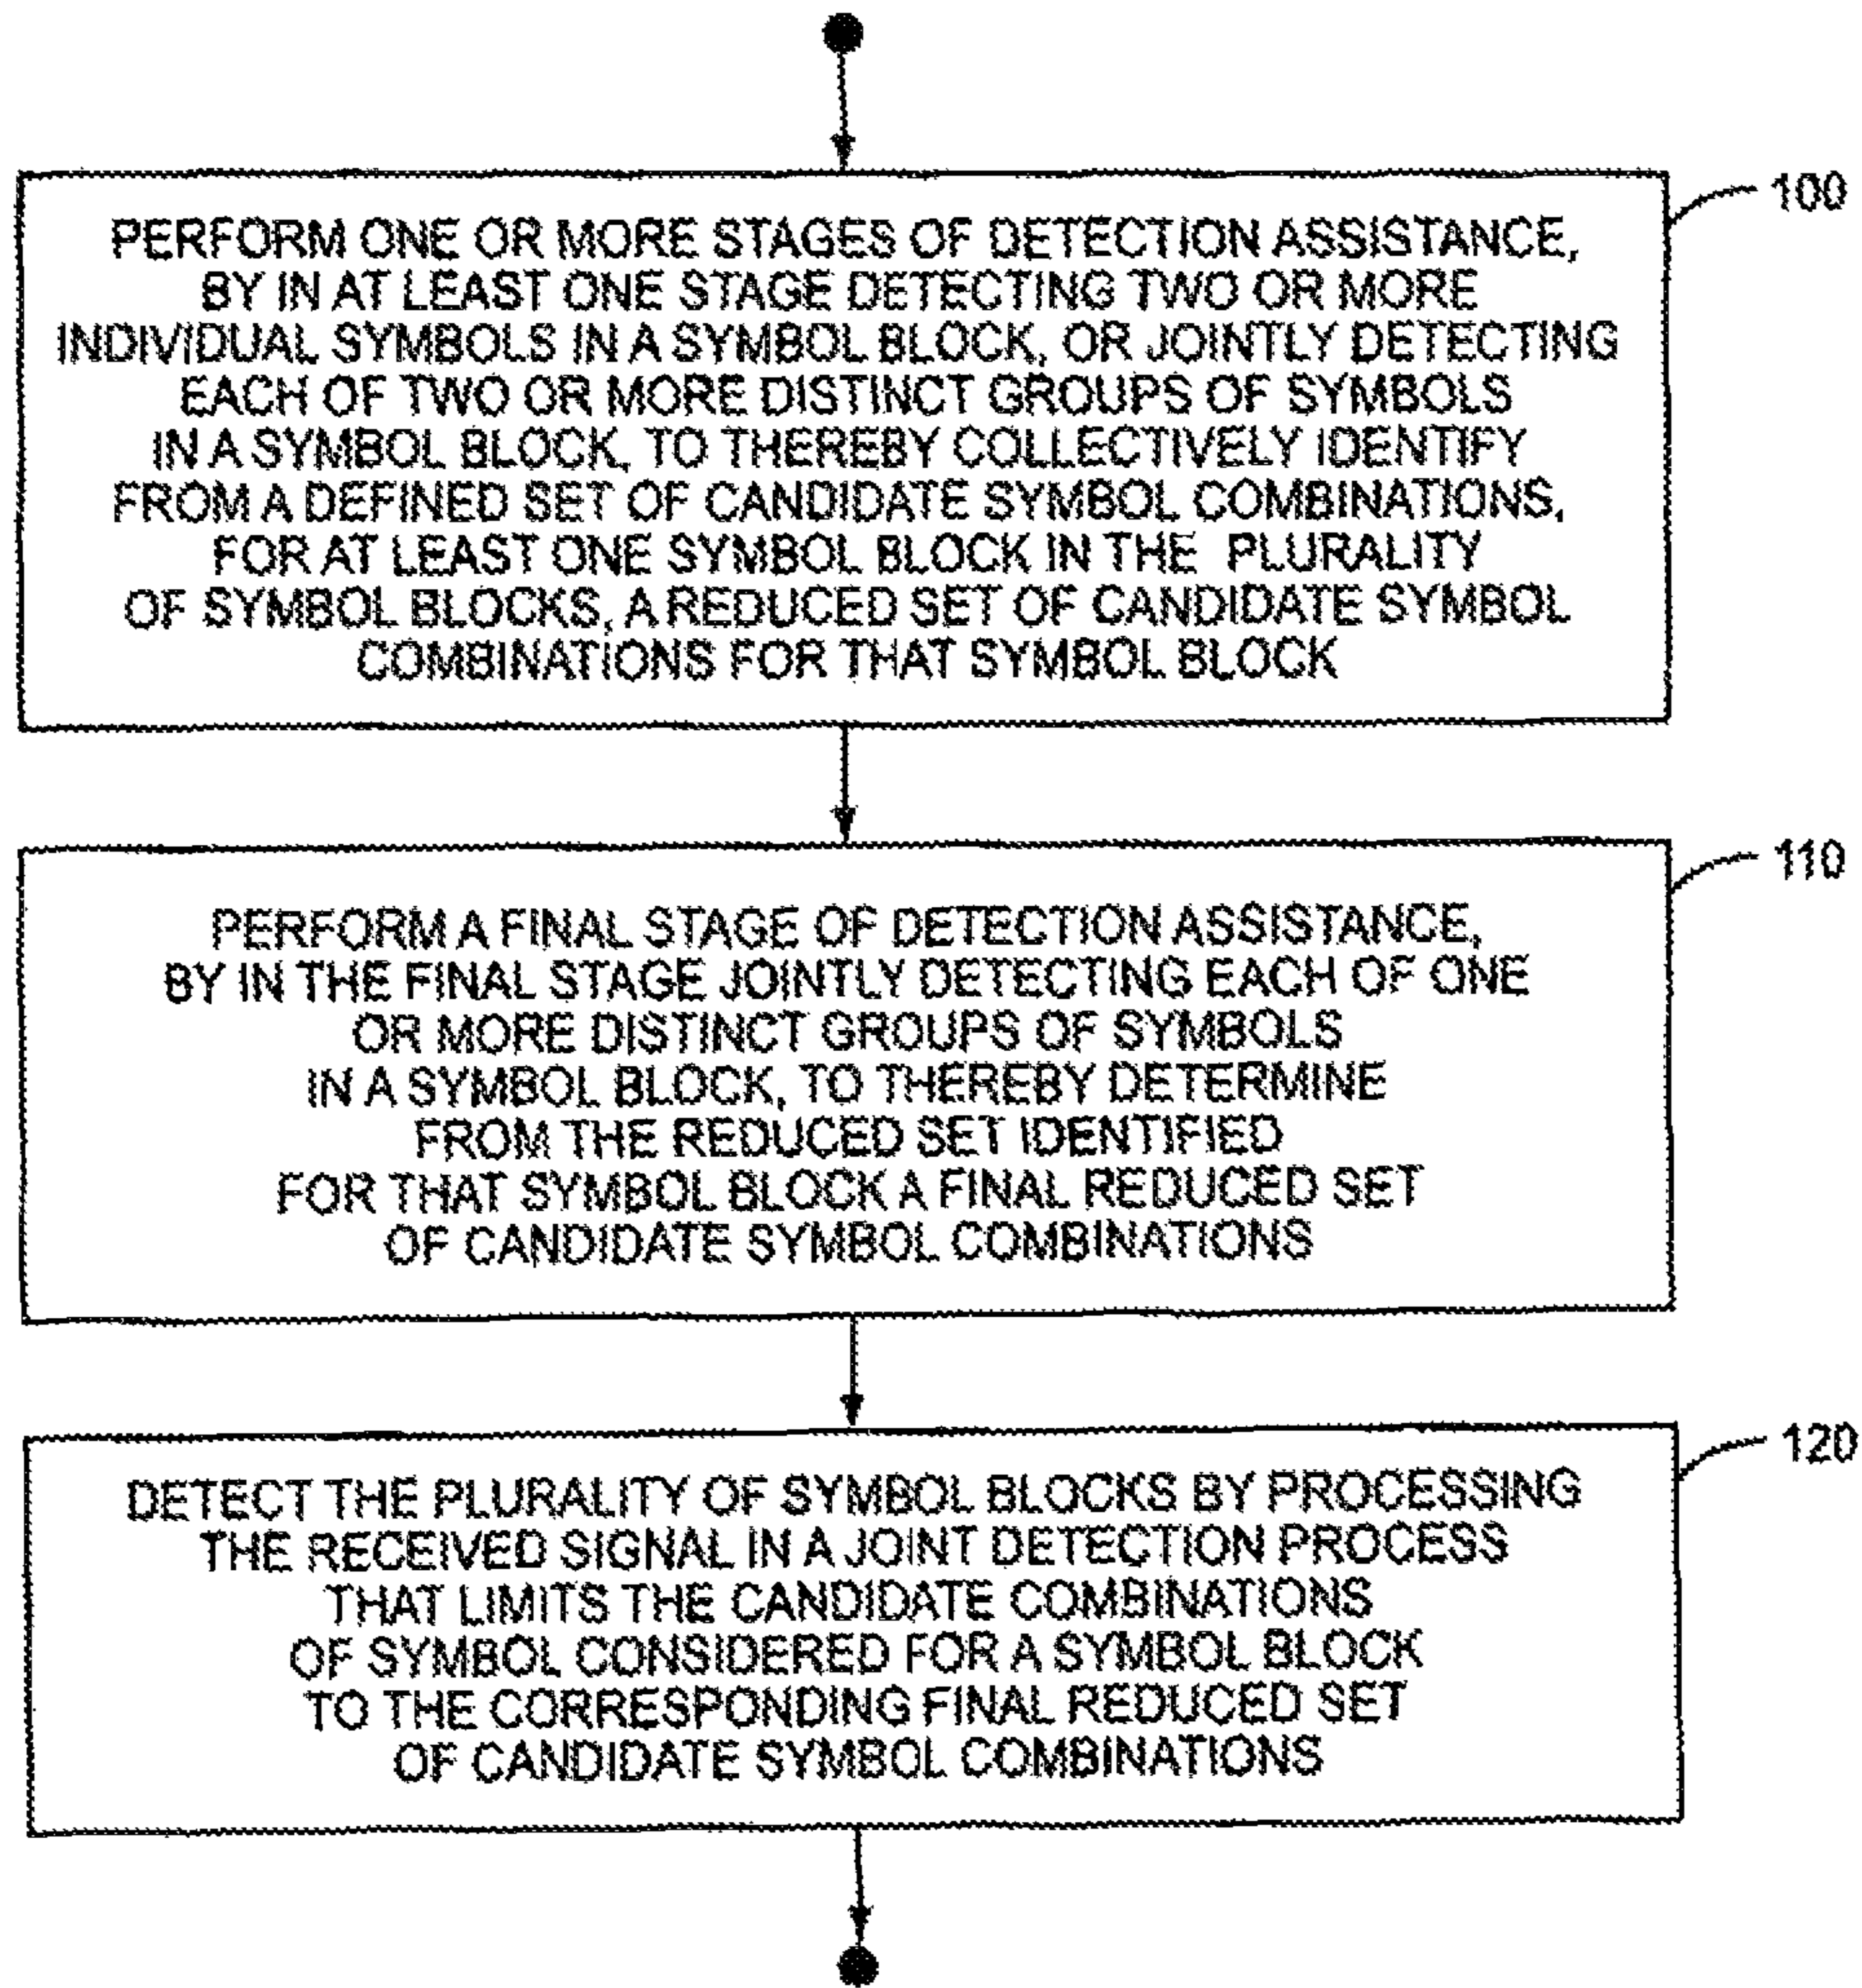 100
PERFORM ONE OR MORE STAGES OF DETECTION ASSISTANCE,
BY IN AT LEAST ONE STAGE DETECTING TWO OR MORE
INDIVIDUAL SYMBOLS IN A SYMBOL BLOCK, OR JOINTLY DETECTING
EACH OF TWO OR MORE DISTINCT GROUPS OF SYMBOLS
IN A SYMBOL BLOCK, TO THEREBY COLLECTIVELY IDENTIFY
FROM A DEFINED SET OF CANDIDATE SYMBOL COMBINATIONS,
FOR AT LEAST ONE SYMBOL BLOCK IN THE PLURALITY
OF SYMBOL BLOCKS, A REDUCED SET OF CANDIDATE SYMBOL
COMBINATIONS FOR THAT SYMBOL BLOCK
110
PERFORM A FINAL STAGE OF DETECTION ASSISTANCE,
BY IN THE FINAL STAGE JOINTLY DETECTING EACH OF ONE
OR MORE DISTINCT GROUPS OF SYMBOLS
IN A SYMBOL BLOCK, TO THEREBY DETERMINE
FROM THE REDUCED SET IDENTIFIED
FOR THAT SYMBOL BLOCK A FINAL REDUCED SET
OF CANDIDATE SYMBOL COMBINATIONS
120
DETECT THE PLURALITY OF SYMBOL BLOCKS BY PROCESSING
THE RECEIVED SIGNAL IN A JOINT DETECTION PROCESS
THAT LIMITS THE CANDIDATE COMBINATIONS
OF SYMBOL CONSIDERED FOR A SYMBOL BLOCK
TO THE CORRESPONDING FINAL REDUCED SET
OF CANDIDATE SYMBOL COMBINATIONS